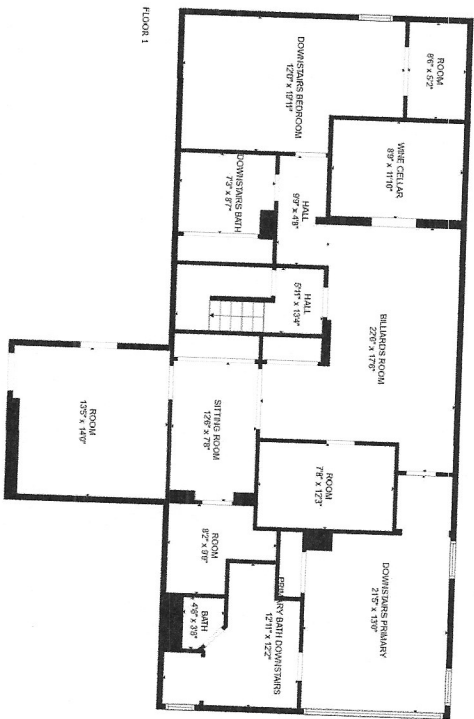 FLOOR 1
ROOM
8'6" x 5'2"
DOWNSTAIRS BEDROOM
12'0" x 10'11"
WINE CELLAR
8'9" x 11'10"
HALL
9'9" x 4'8"
DOWNSTAIRS BATH
7'3" x 8'7"
HALL
5'11" x 13'4"
BILLIARDS ROOM
22'6" x 17'6"
SITTING ROOM
12'6" x 7'8"
ROOM
13'5" x 14'0"
ROOM
7'8" x 12'3"
ROOM
8'2" x 9'8"
DOWNSTAIRS PRIMARY
21'5" x 13'0"
PRIMARY BATH DOWNSTAIRS
12'11" x 12'2"
BATH
4'6" x 3'8"